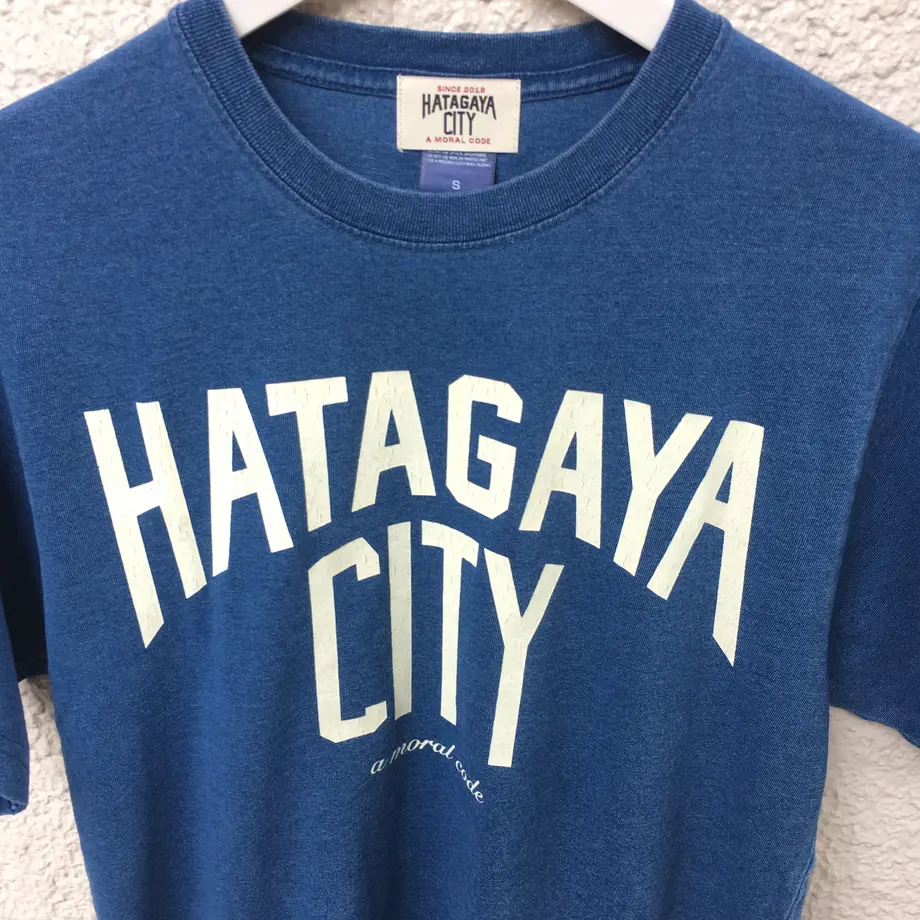 SINCE 2018
HATAGAYA
CITY
A MORAL CODE
S
HATAGAYA
CITY
a moral code